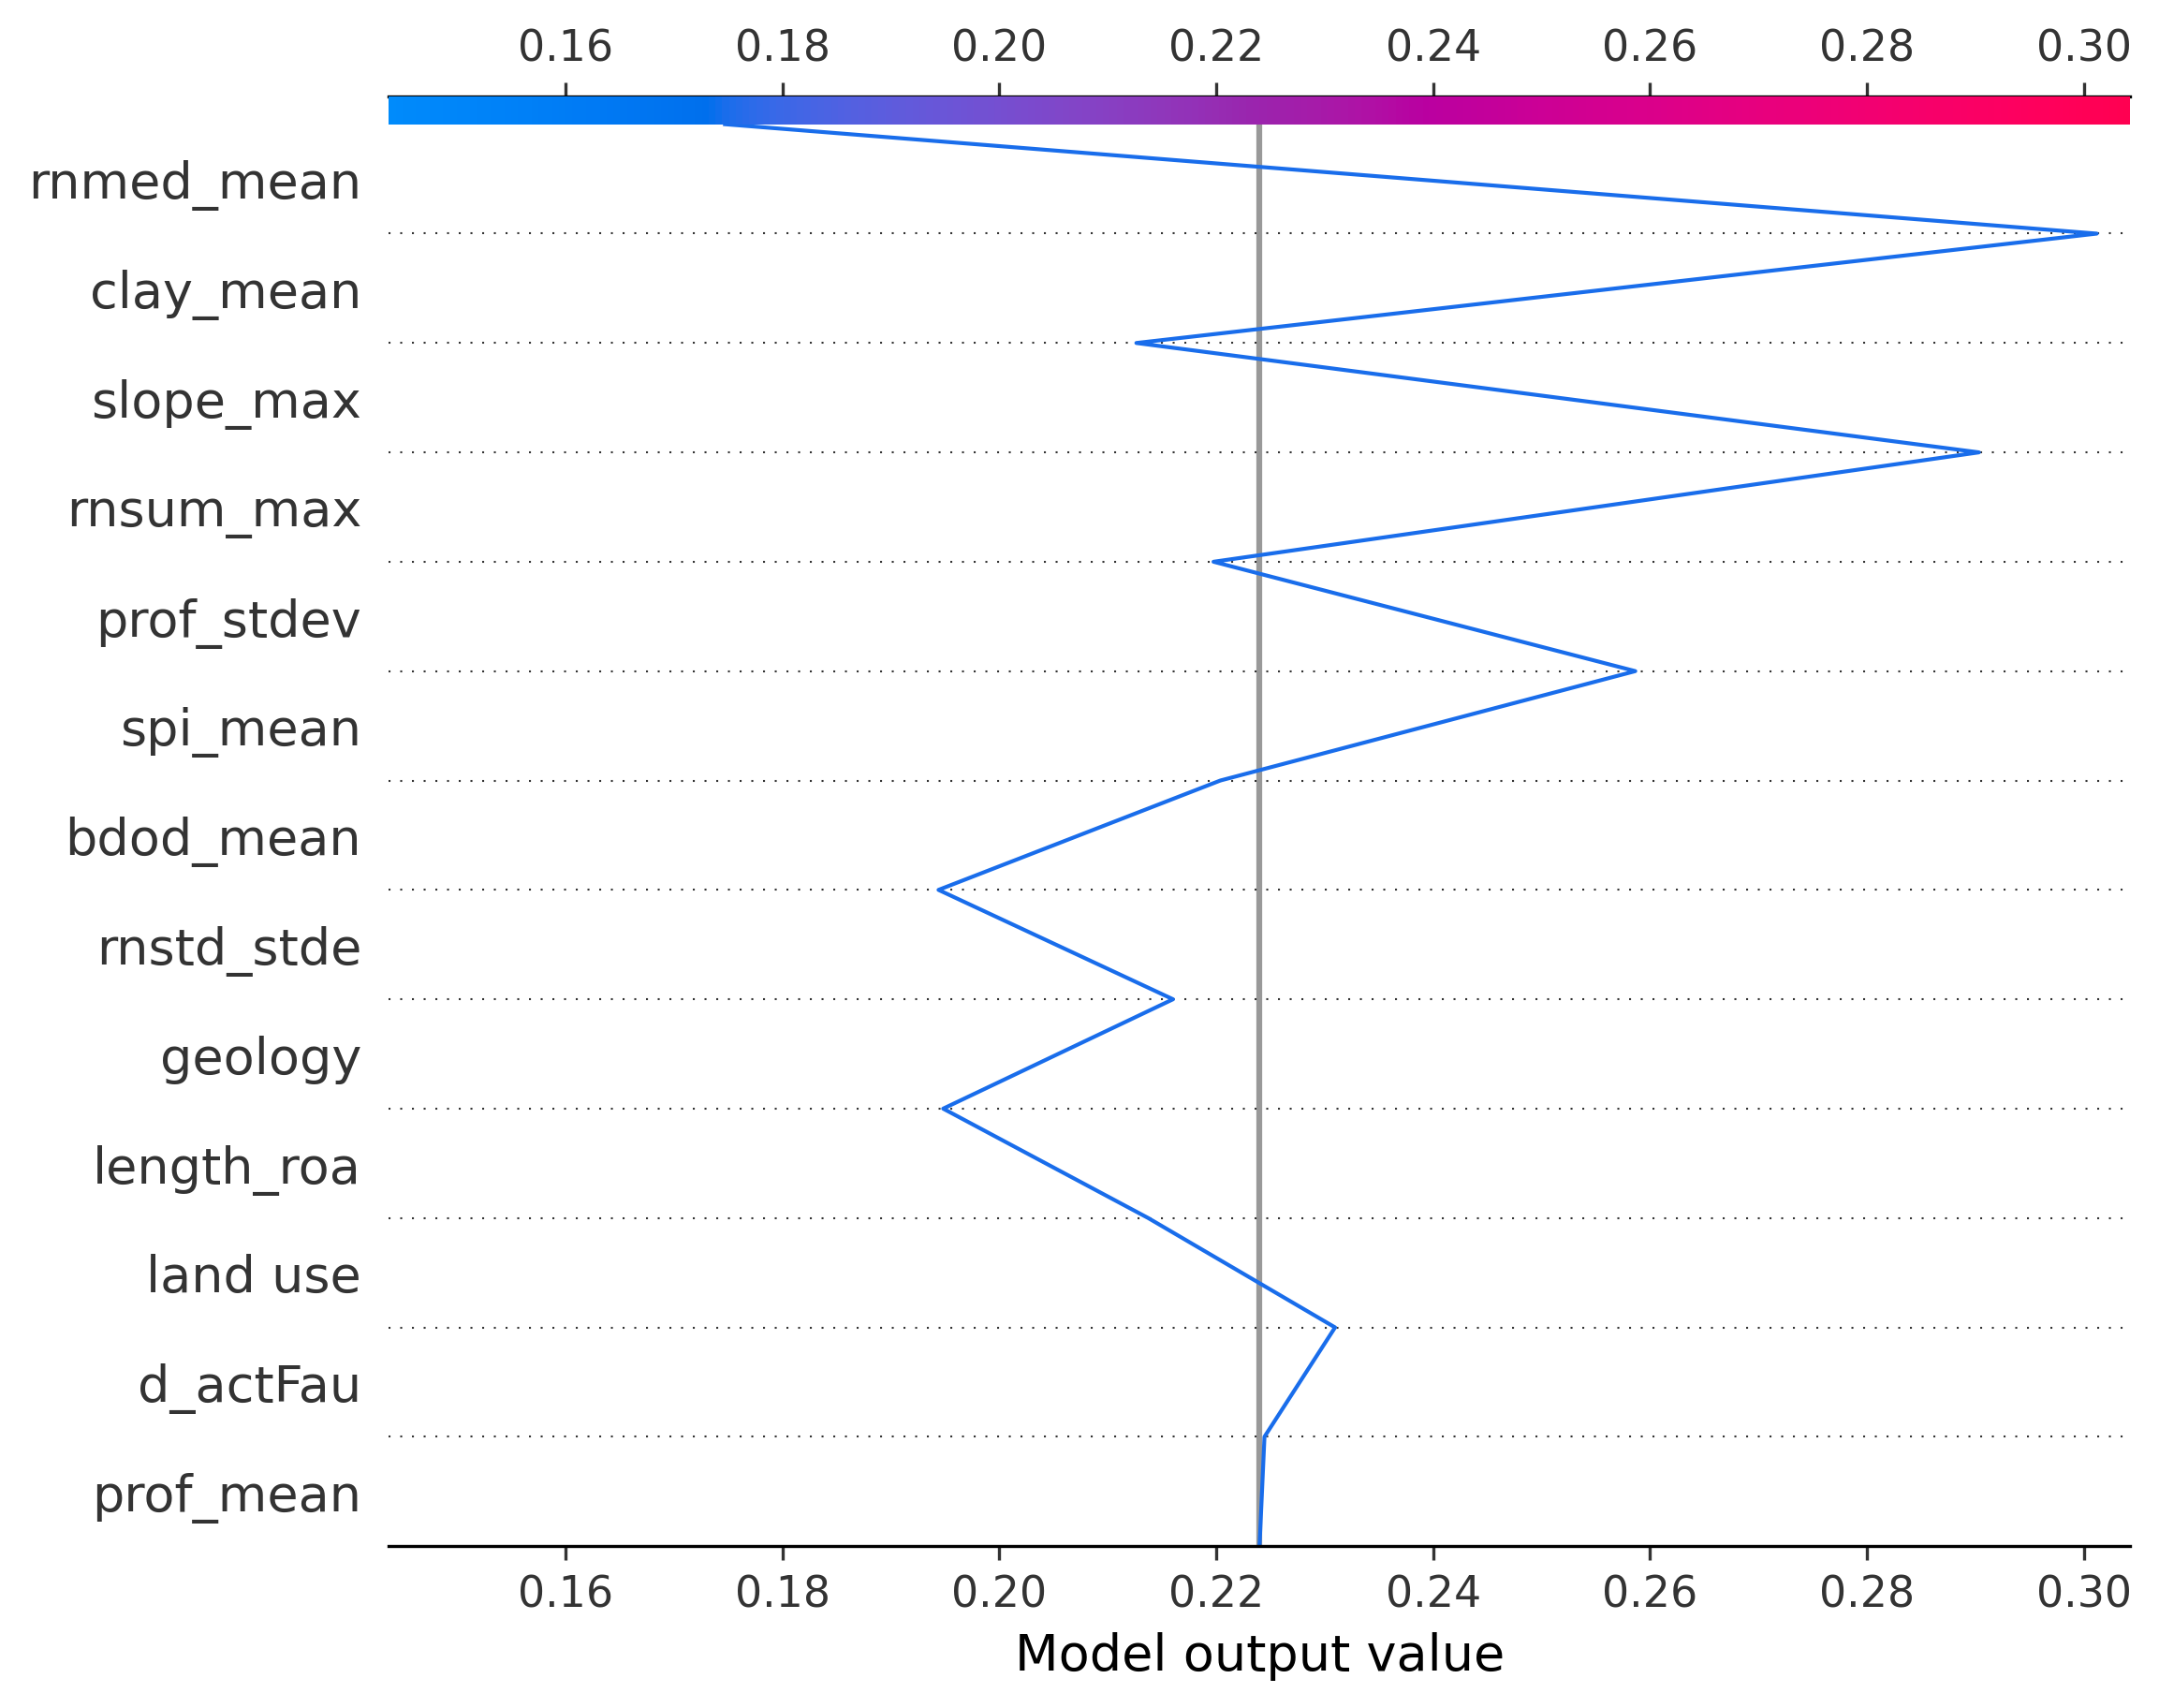 0.16 0.18 0.20 0.22 0.24 0.26 0.28 0.30
rnmed_mean
clay_mean
slope_max
rnsum_max
prof_stdev
spi_mean
bdod_mean
rnstd_stde
geology
length_roa
land use
d_actFau
prof_mean
0.16 0.18 0.20 0.22 0.24 0.26 0.28 0.30
Model output value